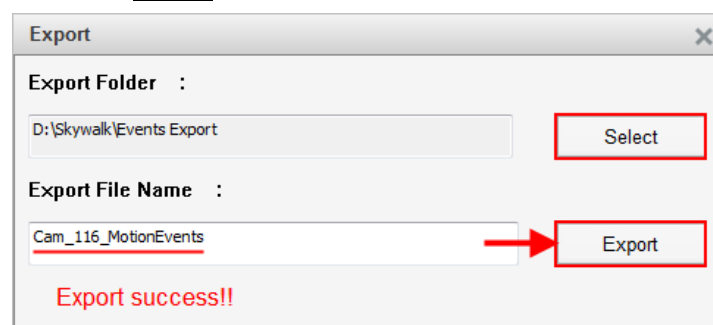 Export
Export Folder :
D:\Skywalk\Events Export
Select
Export File Name :
Cam_116_MotionEvents
Export
Export success!!